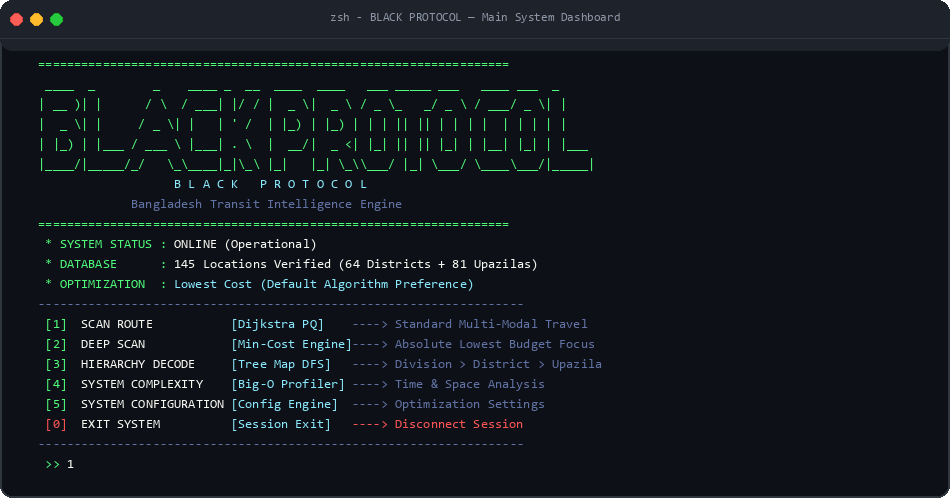 zsh - BLACK PROTOCOL — Main System Dashboard
=================================================================
 ____  _        _    ____ _  __  ____  ____   ___ _____ ___   ____ ___  _
| __ )| |      / \  / ___| |/ / |  _ \|  _ \ / _ \_   _/ _ \ / ___/ _ \| |
|  _ \| |     / _ \| |   | ' /  | |_) | |_) | | | || || | | | |  | | | | |
| |_) | |___ / ___ \ |___| . \  |  __/|  _ <| |_| || || |_| | |__| |_| | |___
|____/|_____/_/   \_\____|_|\_\ |_|   |_| \_\\___/ |_| \___/ \____\___/|_____|
B L A C K   P R O T O C O L
Bangladesh Transit Intelligence Engine
=================================================================
* SYSTEM STATUS : ONLINE (Operational)
* DATABASE      : 145 Locations Verified (64 Districts + 81 Upazilas)
* OPTIMIZATION  : Lowest Cost (Default Algorithm Preference)
-------------------------------------------------------------------
[1]  SCAN ROUTE           [Dijkstra PQ]    ----> Standard Multi-Modal Travel
[2]  DEEP SCAN            [Min-Cost Engine]----> Absolute Lowest Budget Focus
[3]  HIERARCHY DECODE     [Tree Map DFS]   ----> Division > District > Upazila
[4]  SYSTEM COMPLEXITY    [Big-O Profiler] ----> Time & Space Analysis
[5]  SYSTEM CONFIGURATION [Config Engine]  ----> Optimization Settings
[0]  EXIT SYSTEM          [Session Exit]   ----> Disconnect Session
-------------------------------------------------------------------
>> 1